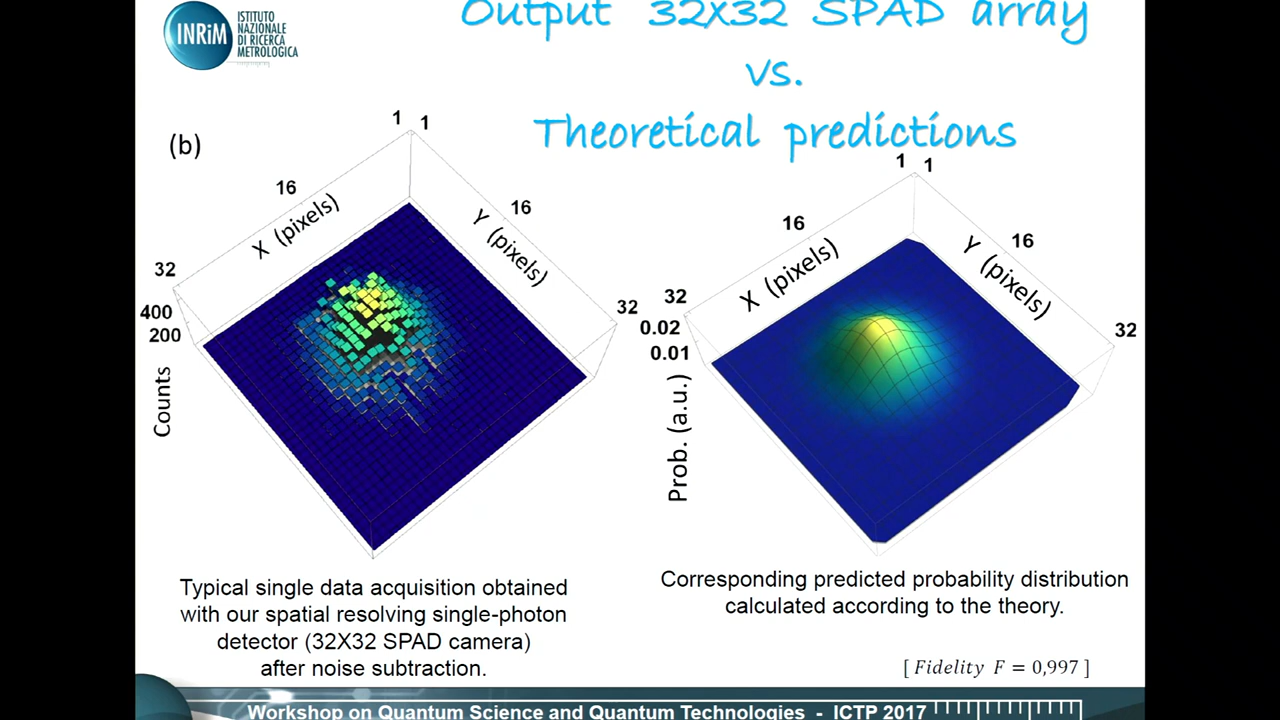 INRiM
ISTITUTO
NAZIONALE
DI RICERCA
METROLOGICA
Output 32x32 SPAD array
vs.
Theoretical predictions
(b)
1 1
16
X (pixels)
16
Y (pixels)
32
32
400
200
Counts
1 1
16
X (pixels)
16
Y (pixels)
32
32
0.02
0.01
Prob. (a.u.)
Typical single data acquisition obtained
with our spatial resolving single-photon
detector (32X32 SPAD camera)
after noise subtraction.
Corresponding predicted probability distribution
calculated according to the theory.
[ Fidelity F = 0,997 ]
Workshop on Quantum Science and Quantum Technologies - ICTP 2017